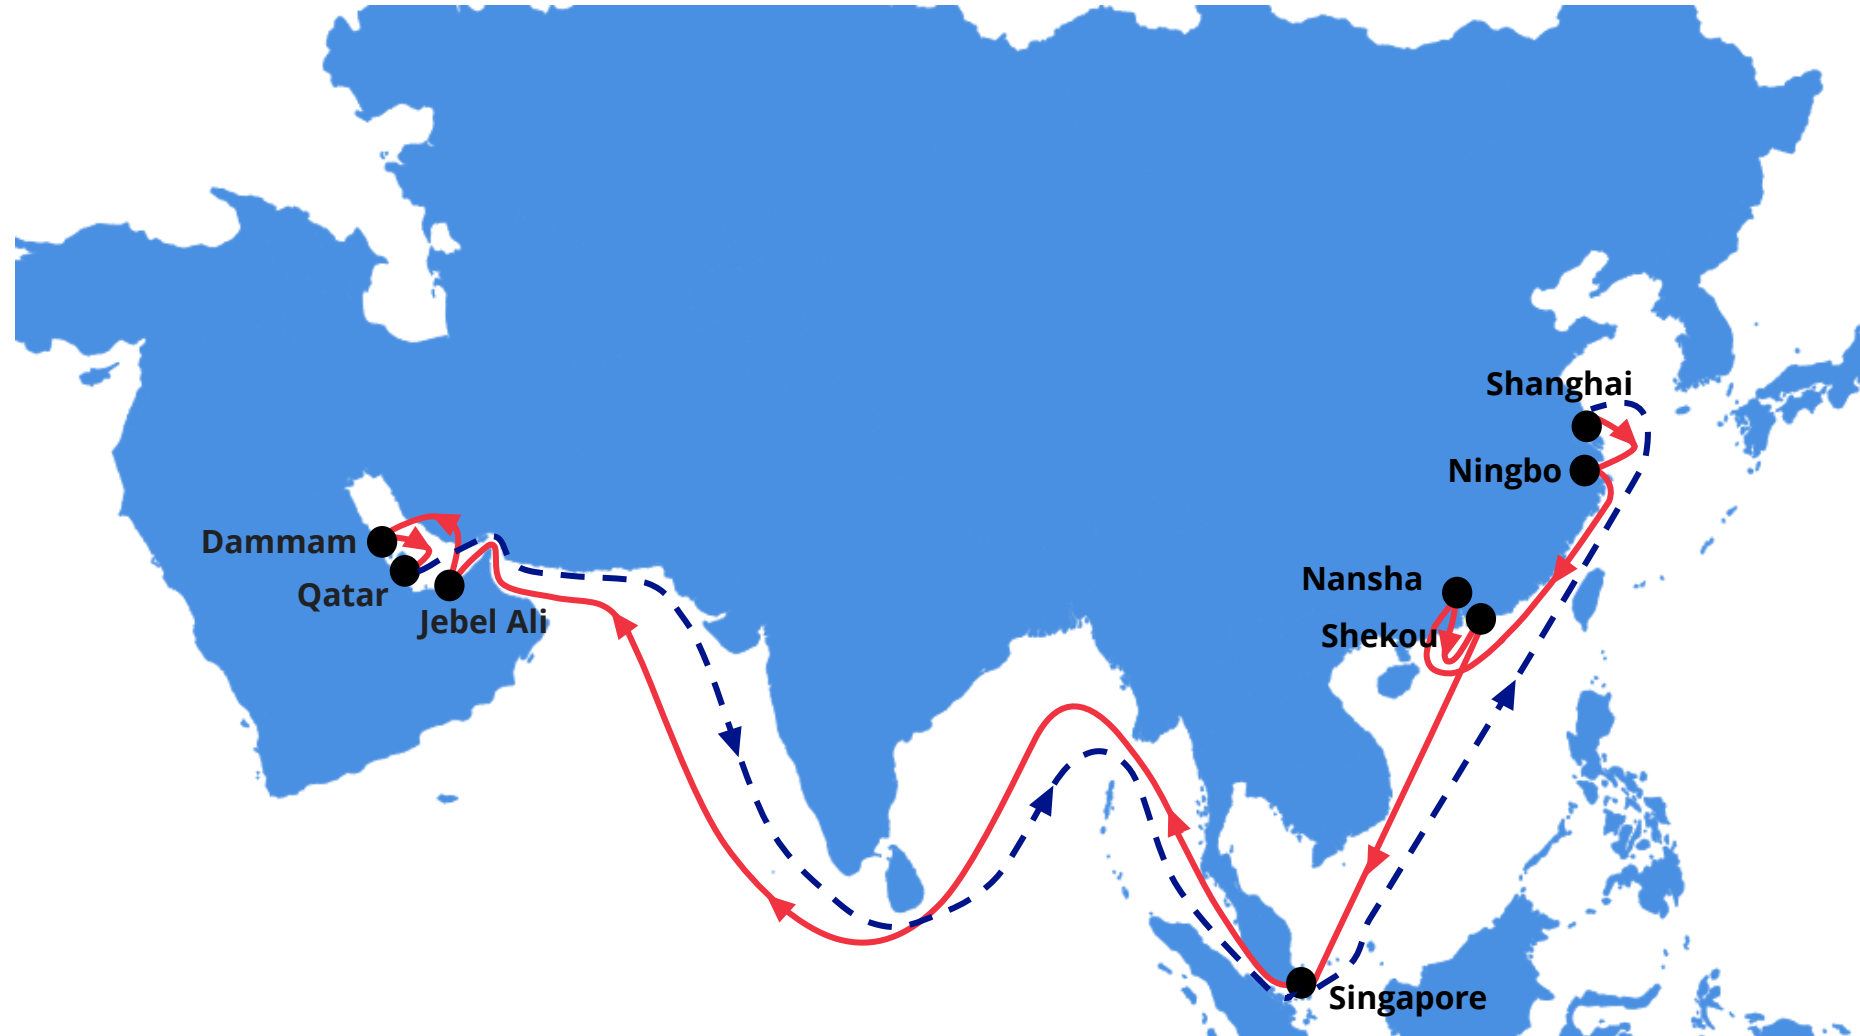 Shanghai
Ningbo
Dammam
Qatar
Jebel Ali
Nansha
Shekou
Singapore